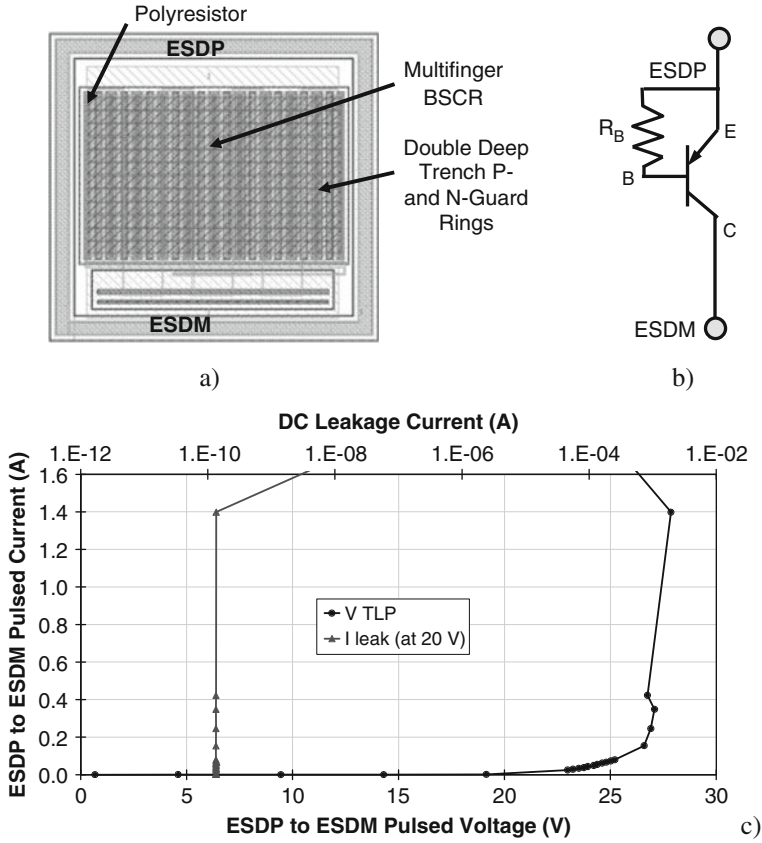 Polyresistor
ESDP
Multifinger
BSCR
Double Deep
Trench P-
and N-Guard
Rings
ESDM
a)
ESDP
R_B
E
B
C
ESDM
b)
DC Leakage Current (A)
1.E-12 1.E-10 1.E-08 1.E-06 1.E-04 1.E-02
ESDP to ESDM Pulsed Current (A)
1.6
1.4
1.2
1.0
0.8
0.6
0.4
0.2
0.0
V TLP
I leak (at 20 V)
0 5 10 15 20 25 30
ESDP to ESDM Pulsed Voltage (V)
c)